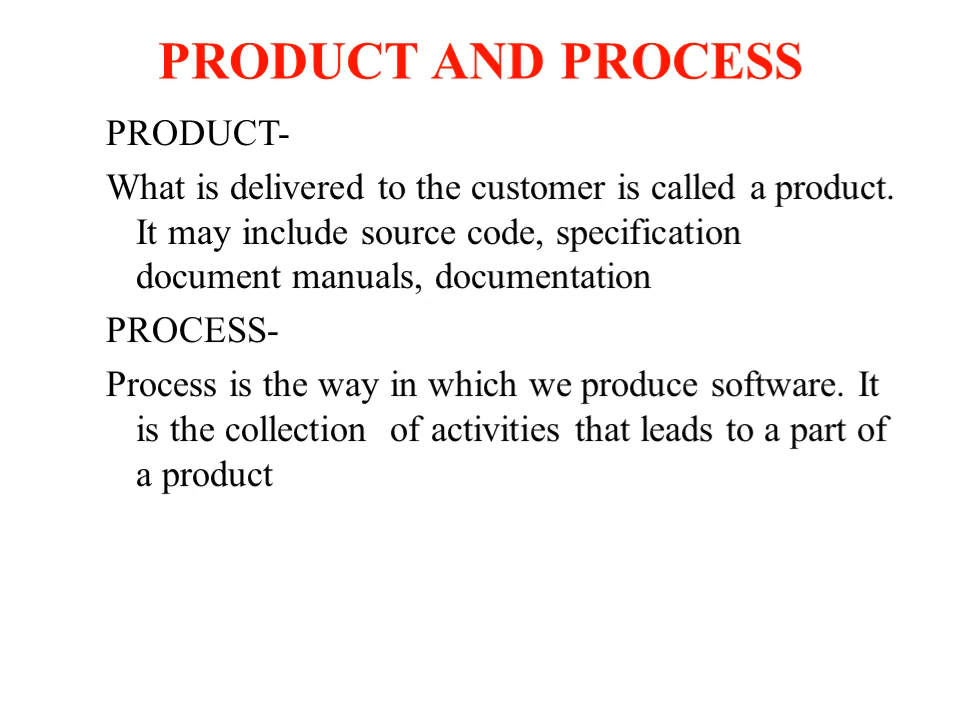 PRODUCT AND PROCESS
PRODUCT-
What is delivered to the customer is called a product.
It may include source code, specification
document manuals, documentation
PROCESS-
Process is the way in which we produce software. It
is the collection  of activities that leads to a part of
a product